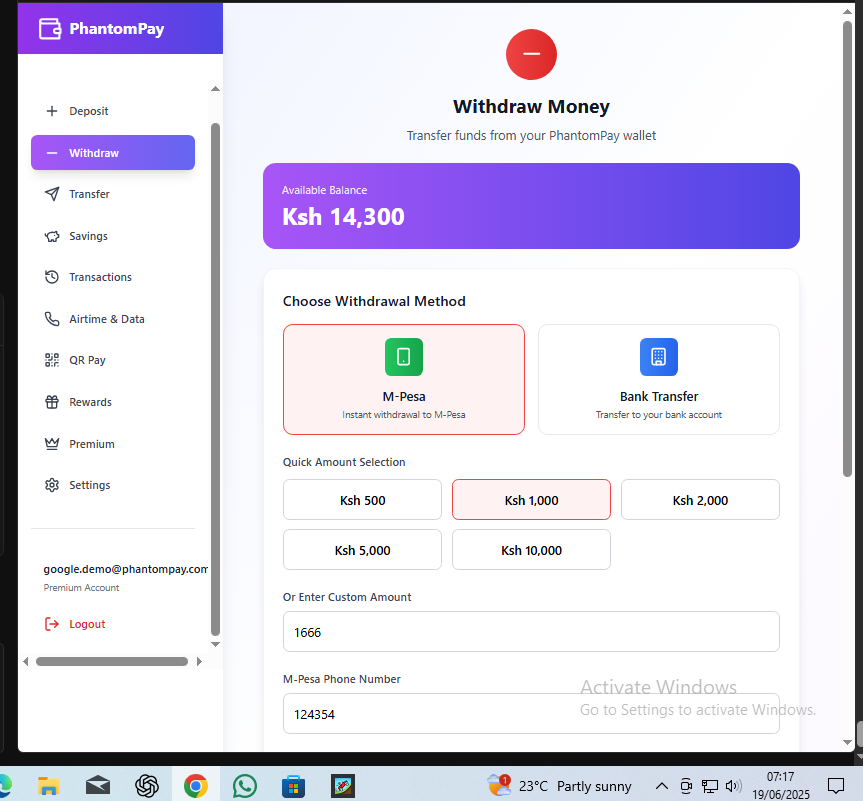 PhantomPay
Deposit
Withdraw
Transfer
Savings
Transactions
Airtime & Data
QR Pay
Rewards
Premium
Settings
google.demo@phantompay.com
Premium Account
Logout
Withdraw Money
Transfer funds from your PhantomPay wallet
Available Balance
Ksh 14,300
Choose Withdrawal Method
M-Pesa
Instant withdrawal to M-Pesa
Bank Transfer
Transfer to your bank account
Quick Amount Selection
Ksh 500
Ksh 1,000
Ksh 2,000
Ksh 5,000
Ksh 10,000
Or Enter Custom Amount
1666
M-Pesa Phone Number
124354
Activate Windows
Go to Settings to activate Windows.
1
23°C Partly sunny
07:17
19/06/2025